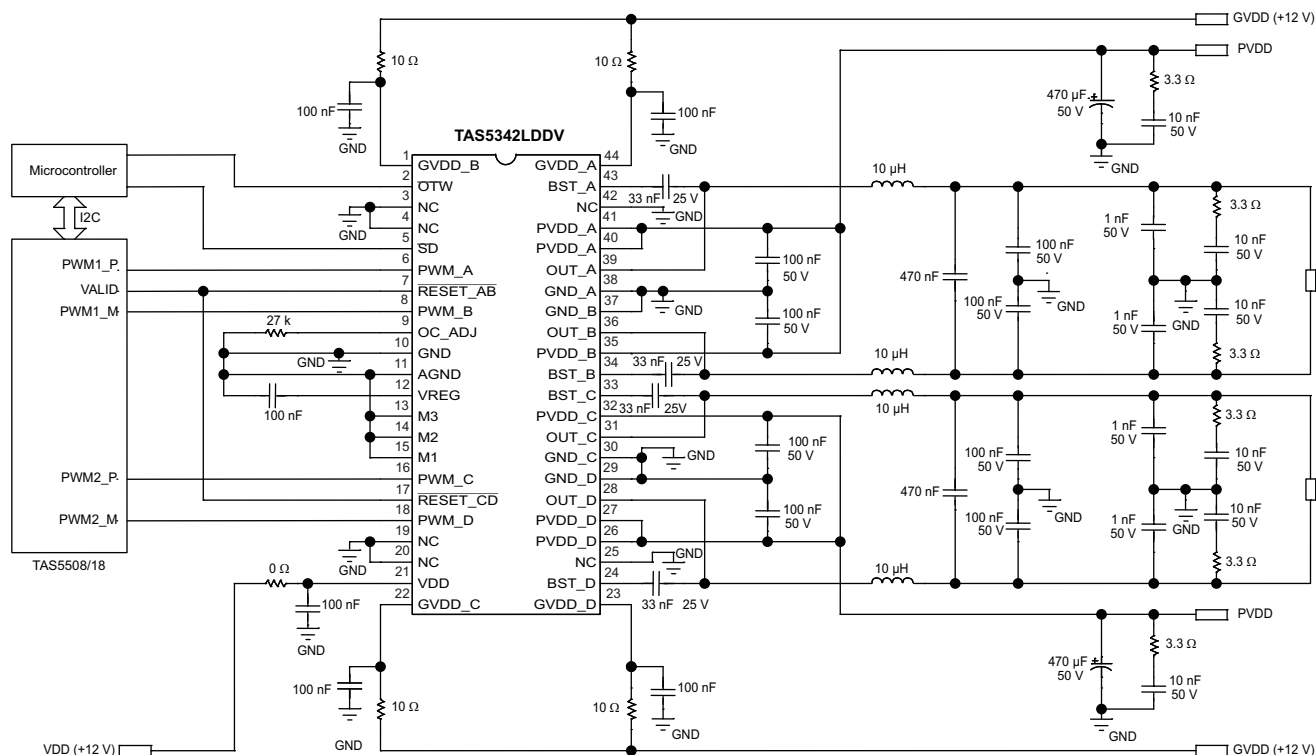 GVDD (+12 V)
PVDD
10 Ω
10 Ω
3.3 Ω
470 µF
50 V
10 nF
50 V
100 nF
GND
100 nF
GND
GND
TAS5342LDDV
Microcontroller
I2C
1 GVDD_B GVDD_A 44
2 OTW BST_A 43
3 NC NC 42
4 NC PVDD_A 41
5 SD PVDD_A 40
6 PWM_A OUT_A 39
7 RESET_AB GND_A 38
8 PWM_B GND_B 37
9 OC_ADJ OUT_B 36
10 GND PVDD_B 35
11 AGND BST_B 34
12 VREG BST_C 33
13 M3 PVDD_C 32
14 M2 OUT_C 31
15 M1 GND_C 30
16 PWM_C GND_D 29
17 RESET_CD OUT_D 28
18 PWM_D PVDD_D 27
19 NC PVDD_D 26
20 NC NC 25
21 VDD BST_D 24
22 GVDD_C GVDD_D 23
PWM1_P
VALID
PWM1_M
PWM2_P
PWM2_M
TAS5508/18
GND
27 k
GND
100 nF
GND
0 Ω
100 nF
GND
33 nF 25 V
GND
100 nF
50 V
GND
100 nF
50 V
33 nF 25 V
33 nF 25V
100 nF
50 V
GND
100 nF
50 V
GND
33 nF 25 V
10 µH
10 µH
10 µH
10 µH
470 nF
100 nF
50 V
GND
100 nF
50 V
1 nF
50 V
3.3 Ω
10 nF
50 V
GND
1 nF
50 V
10 nF
50 V
3.3 Ω
470 nF
100 nF
50 V
GND
100 nF
50 V
1 nF
50 V
3.3 Ω
10 nF
50 V
GND
1 nF
50 V
10 nF
50 V
3.3 Ω
PVDD
470 µF
50 V
3.3 Ω
10 nF
50 V
GND
100 nF
10 Ω
GND
100 nF
10 Ω
GND
VDD (+12 V)
GVDD (+12 V)